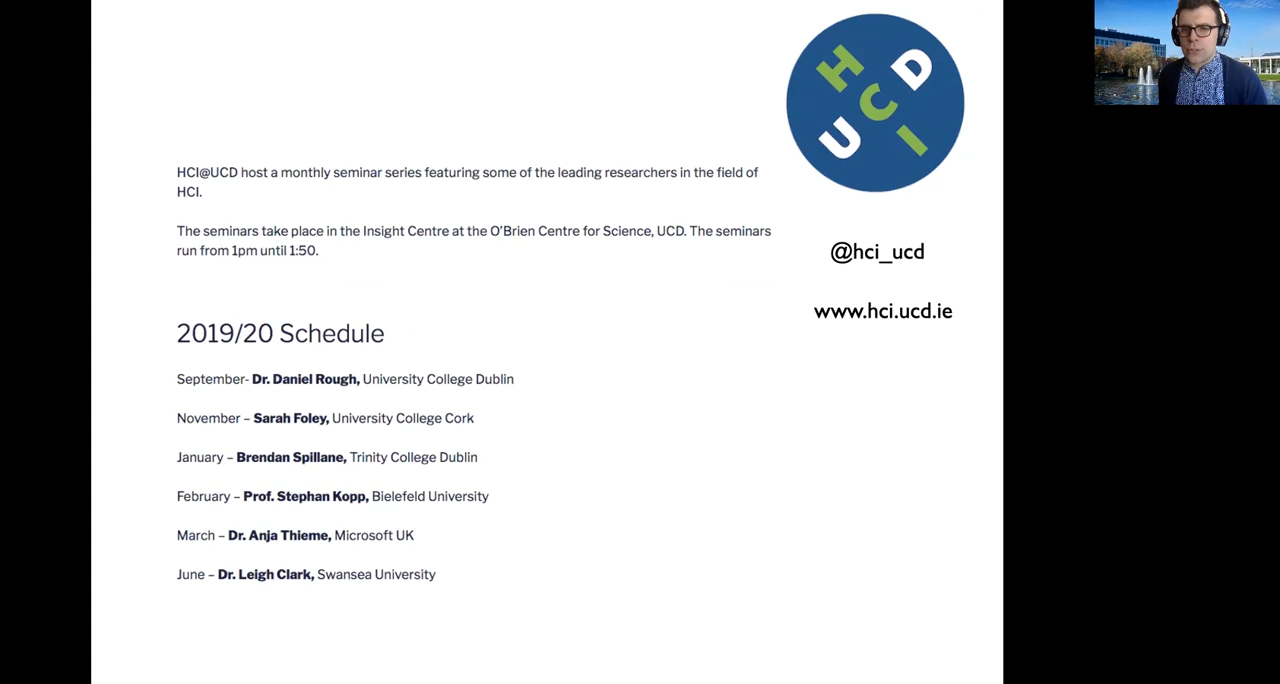 H D
C
U I
HCI@UCD host a monthly seminar series featuring some of the leading researchers in the field of
HCI.
The seminars take place in the Insight Centre at the O'Brien Centre for Science, UCD. The seminars
run from 1pm until 1:50.
@hci_ucd
www.hci.ucd.ie
2019/20 Schedule
September- Dr. Daniel Rough, University College Dublin
November – Sarah Foley, University College Cork
January – Brendan Spillane, Trinity College Dublin
February – Prof. Stephan Kopp, Bielefeld University
March – Dr. Anja Thieme, Microsoft UK
June – Dr. Leigh Clark, Swansea University